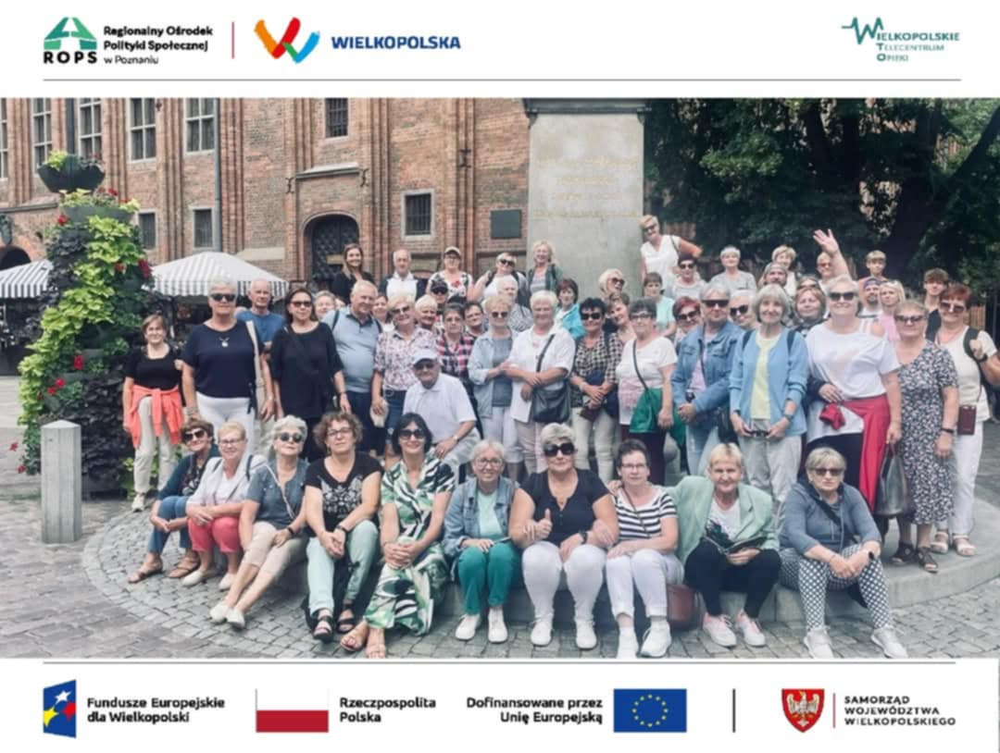 ROPS
Regionalny Ośrodek
Polityki Społecznej
w Poznaniu
WIELKOPOLSKA
WIELKOPOLSKIE
TELECENTRUM
OPIEKI
Fundusze Europejskie
dla Wielkopolski
Rzeczpospolita
Polska
Dofinansowane przez
Unię Europejską
SAMORZĄD
WOJEWÓDZTWA
WIELKOPOLSKIEGO